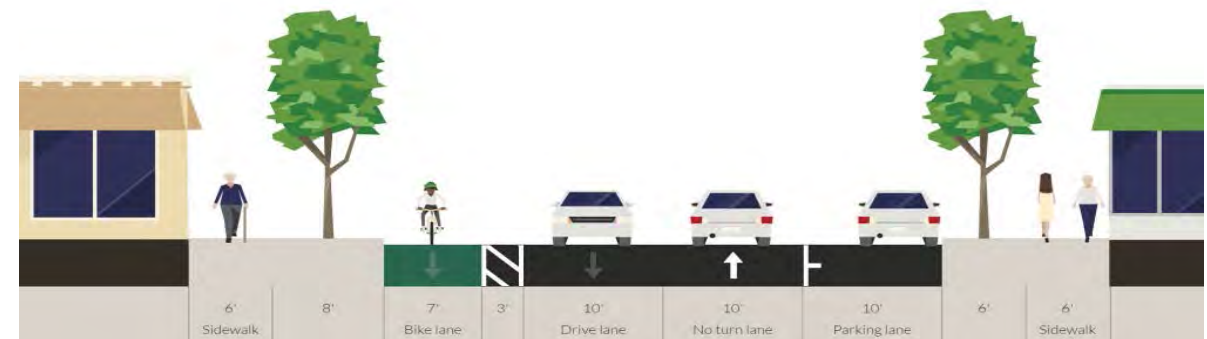 6' 8' 7' 3' 10' 10' 10' 6' 6'
Sidewalk Bike lane Drive lane No turn lane Parking lane Sidewalk